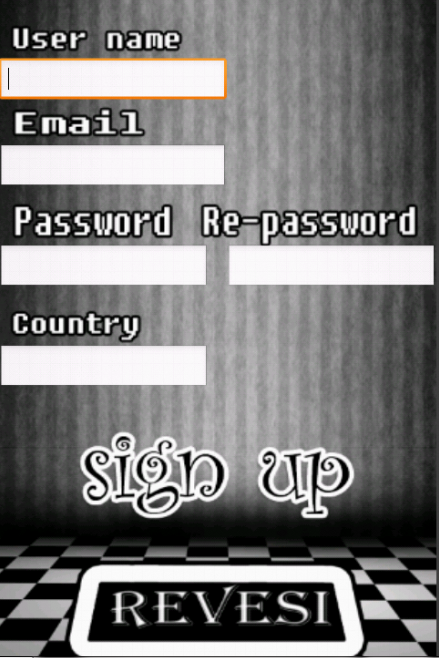 User name
Email
Password Re-password
Country
sign up
REVESI